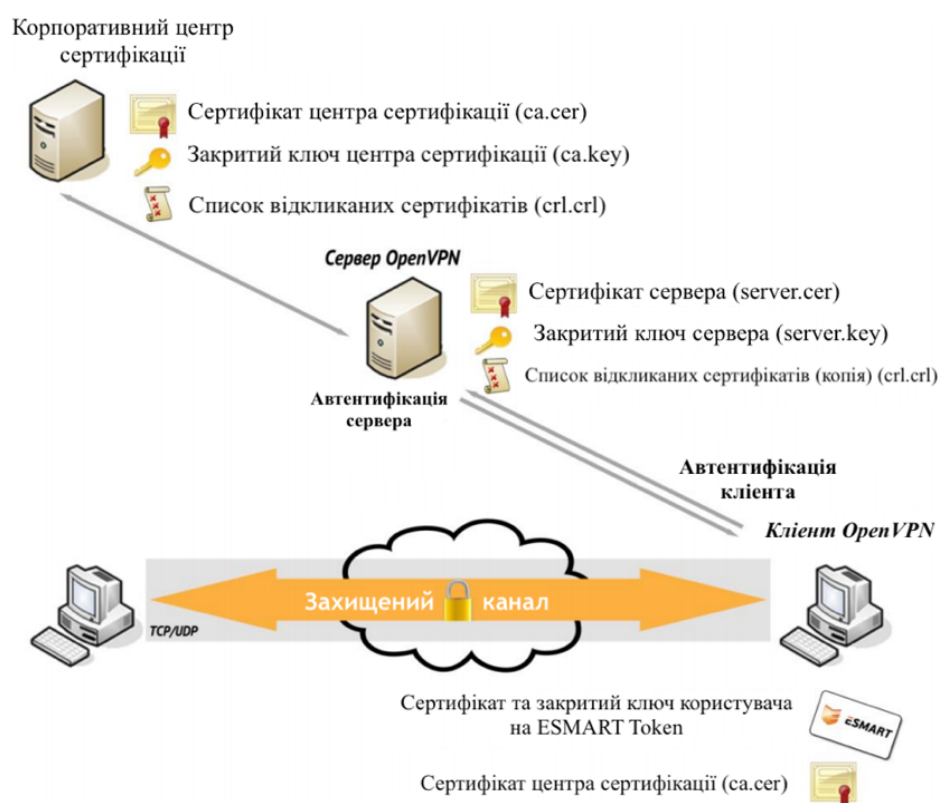 Корпоративний центр
сертифікації
Сертифікат центра сертифікації (ca.cer)
Закритий ключ центра сертифікації (ca.key)
Список відкликаних сертифікатів (crl.crl)
Сервер OpenVPN
Сертифікат сервера (server.cer)
Закритий ключ сервера (server.key)
Список відкликаних сертифікатів (копія) (crl.crl)
Автентифікація
сервера
Автентифікація
клієнта
Клієнт OpenVPN
Захищений канал
TCP/UDP
Сертифікат та закритий ключ користувача
на ESMART Token
ESMART
Сертифікат центра сертифікації (ca.cer)